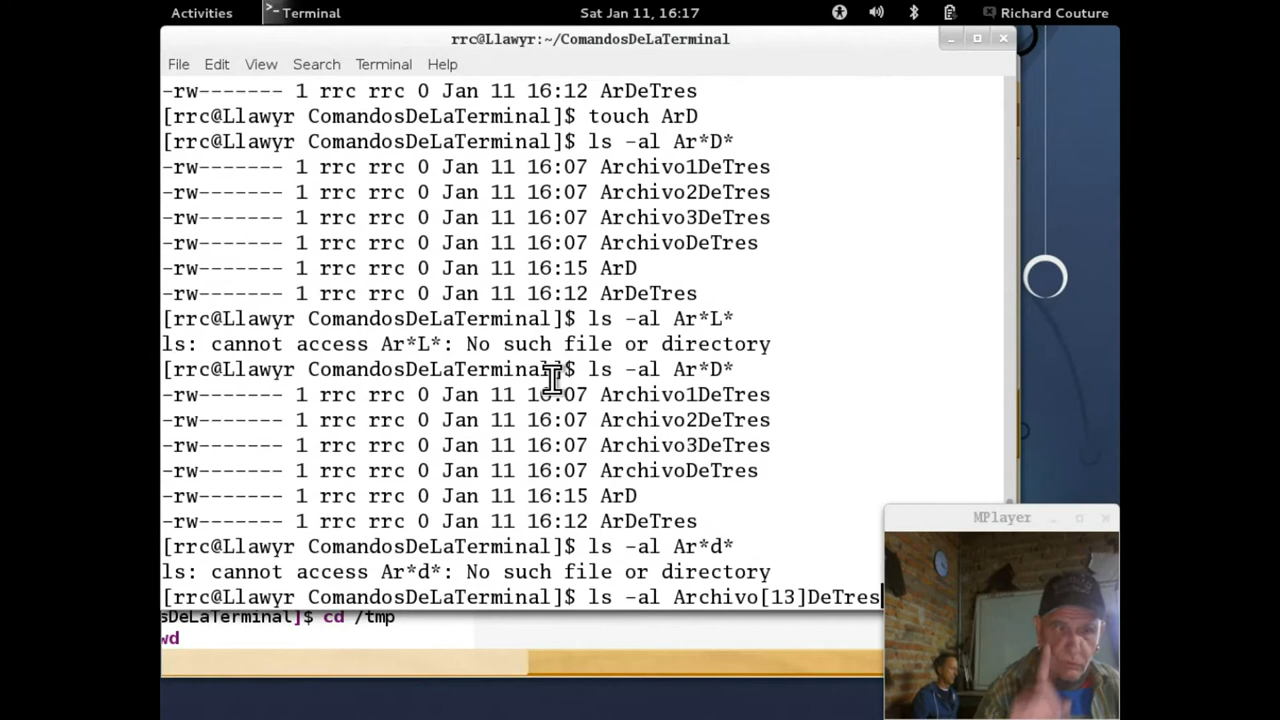 Activities Terminal Sat Jan 11, 16:17 Richard Couture
rrc@Llawyr:~/ComandosDeLaTerminal
File Edit View Search Terminal Help
-rw------- 1 rrc rrc 0 Jan 11 16:12 ArDeTres
[rrc@Llawyr ComandosDeLaTerminal]$ touch ArD
[rrc@Llawyr ComandosDeLaTerminal]$ ls -al Ar*D*
-rw------- 1 rrc rrc 0 Jan 11 16:07 Archivo1DeTres
-rw------- 1 rrc rrc 0 Jan 11 16:07 Archivo2DeTres
-rw------- 1 rrc rrc 0 Jan 11 16:07 Archivo3DeTres
-rw------- 1 rrc rrc 0 Jan 11 16:07 ArchivoDeTres
-rw------- 1 rrc rrc 0 Jan 11 16:15 ArD
-rw------- 1 rrc rrc 0 Jan 11 16:12 ArDeTres
[rrc@Llawyr ComandosDeLaTerminal]$ ls -al Ar*L*
ls: cannot access Ar*L*: No such file or directory
[rrc@Llawyr ComandosDeLaTerminal]$ ls -al Ar*D*
-rw------- 1 rrc rrc 0 Jan 11 16:07 Archivo1DeTres
-rw------- 1 rrc rrc 0 Jan 11 16:07 Archivo2DeTres
-rw------- 1 rrc rrc 0 Jan 11 16:07 Archivo3DeTres
-rw------- 1 rrc rrc 0 Jan 11 16:07 ArchivoDeTres
-rw------- 1 rrc rrc 0 Jan 11 16:15 ArD
-rw------- 1 rrc rrc 0 Jan 11 16:12 ArDeTres
[rrc@Llawyr ComandosDeLaTerminal]$ ls -al Ar*d*
ls: cannot access Ar*d*: No such file or directory
[rrc@Llawyr ComandosDeLaTerminal]$ ls -al Archivo[13]DeTres
MPlayer
sDeLaTerminal]$ cd /tmp
wd